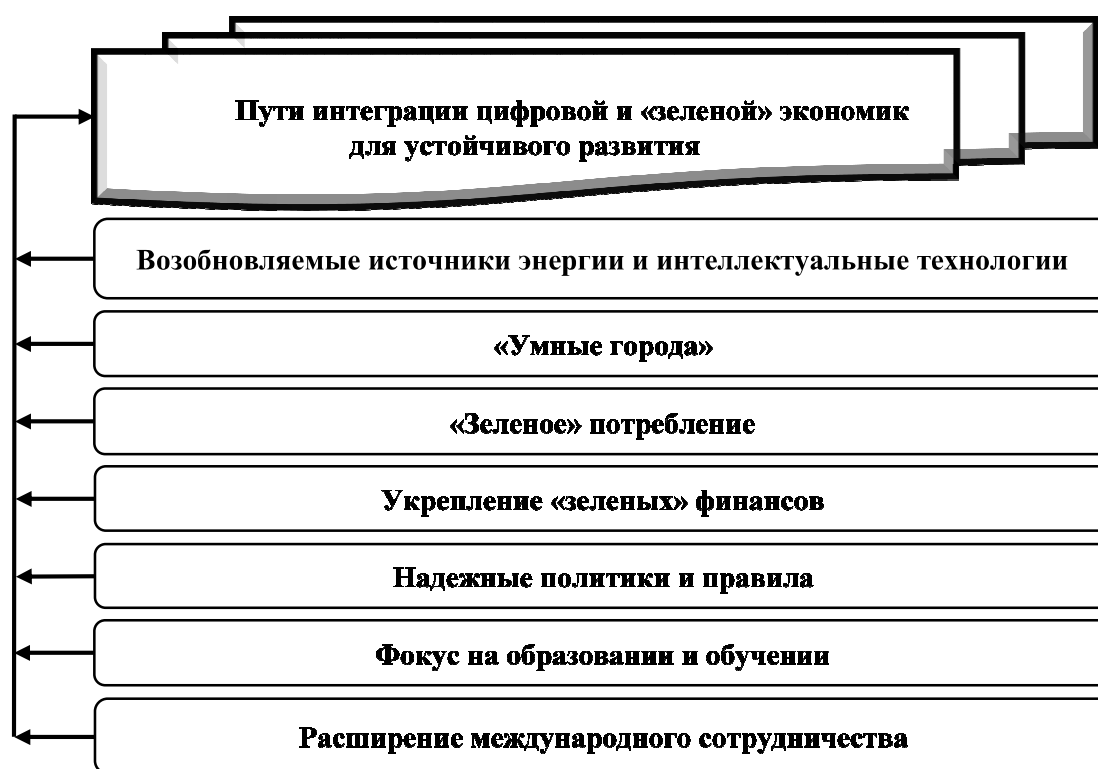 Пути интеграции цифровой и «зеленой» экономик
для устойчивого развития
Возобновляемые источники энергии и интеллектуальные технологии
«Умные города»
«Зеленое» потребление
Укрепление «зеленых» финансов
Надежные политики и правила
Фокус на образовании и обучении
Расширение международного сотрудничества